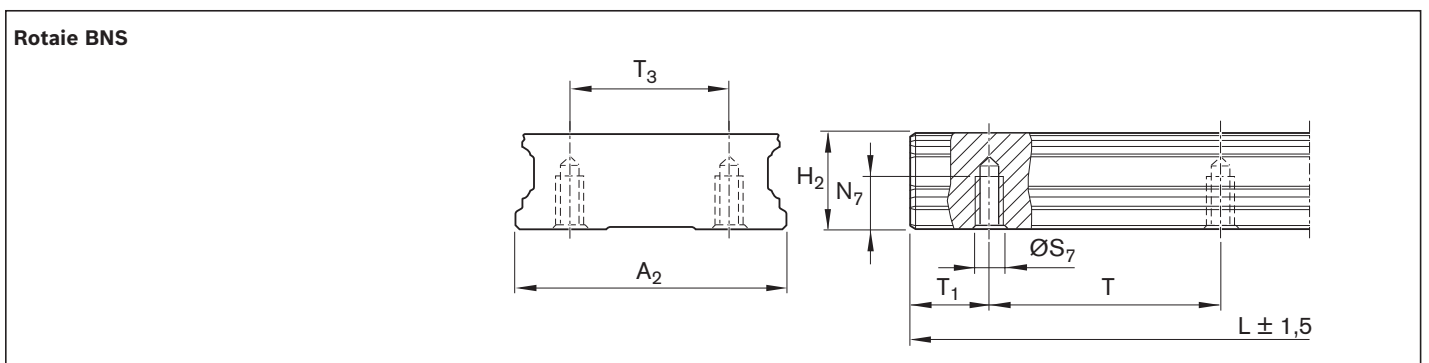 Rotaie BNS
T₃
H₂
N₇
ØS₇
A₂
T₁
T
L ± 1,5